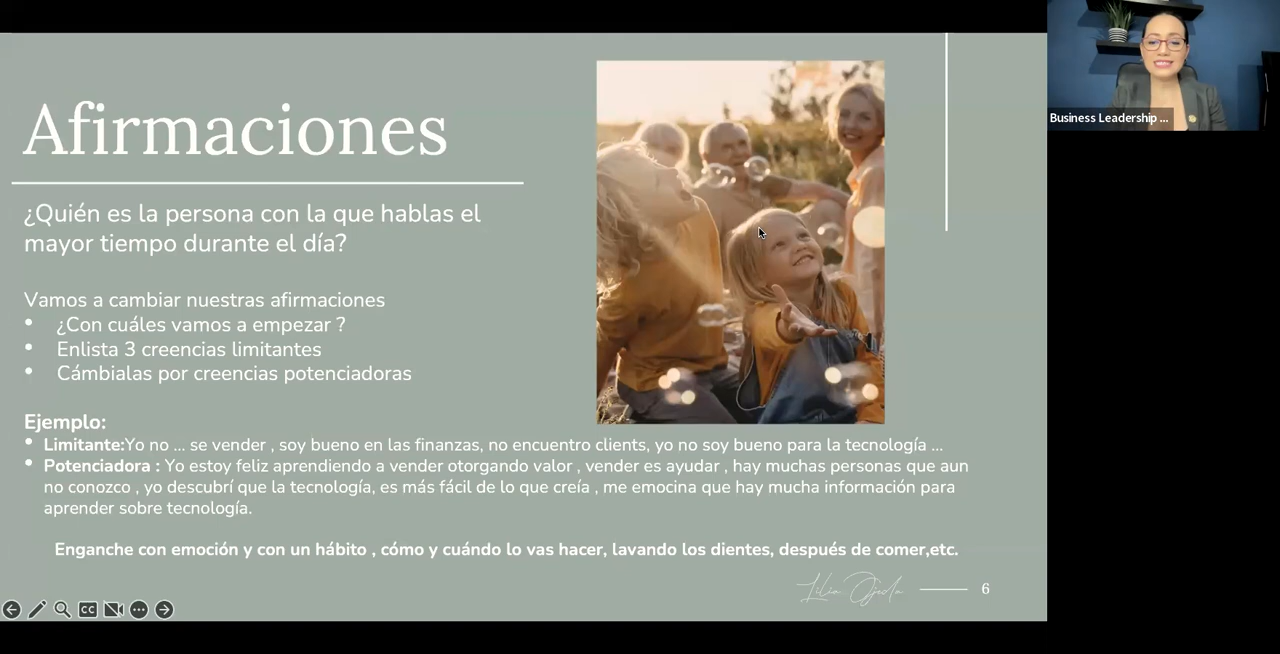 Afirmaciones
¿Quién es la persona con la que hablas el
mayor tiempo durante el día?
Vamos a cambiar nuestras afirmaciones
• ¿Con cuáles vamos a empezar ?
• Enlista 3 creencias limitantes
• Cámbialas por creencias potenciadoras
Ejemplo:
• Limitante:Yo no ... se vender , soy bueno en las finanzas, no encuentro clients, yo no soy bueno para la tecnología ...
• Potenciadora : Yo estoy feliz aprendiendo a vender otorgando valor , vender es ayudar , hay muchas personas que aun
no conozco , yo descubrí que la tecnología, es más fácil de lo que creía , me emocina que hay mucha información para
aprender sobre tecnología.
Enganche con emoción y con un hábito , cómo y cuándo lo vas hacer, lavando los dientes, después de comer,etc.
Lilia Ojeda
6
CC
Business Leadership ...